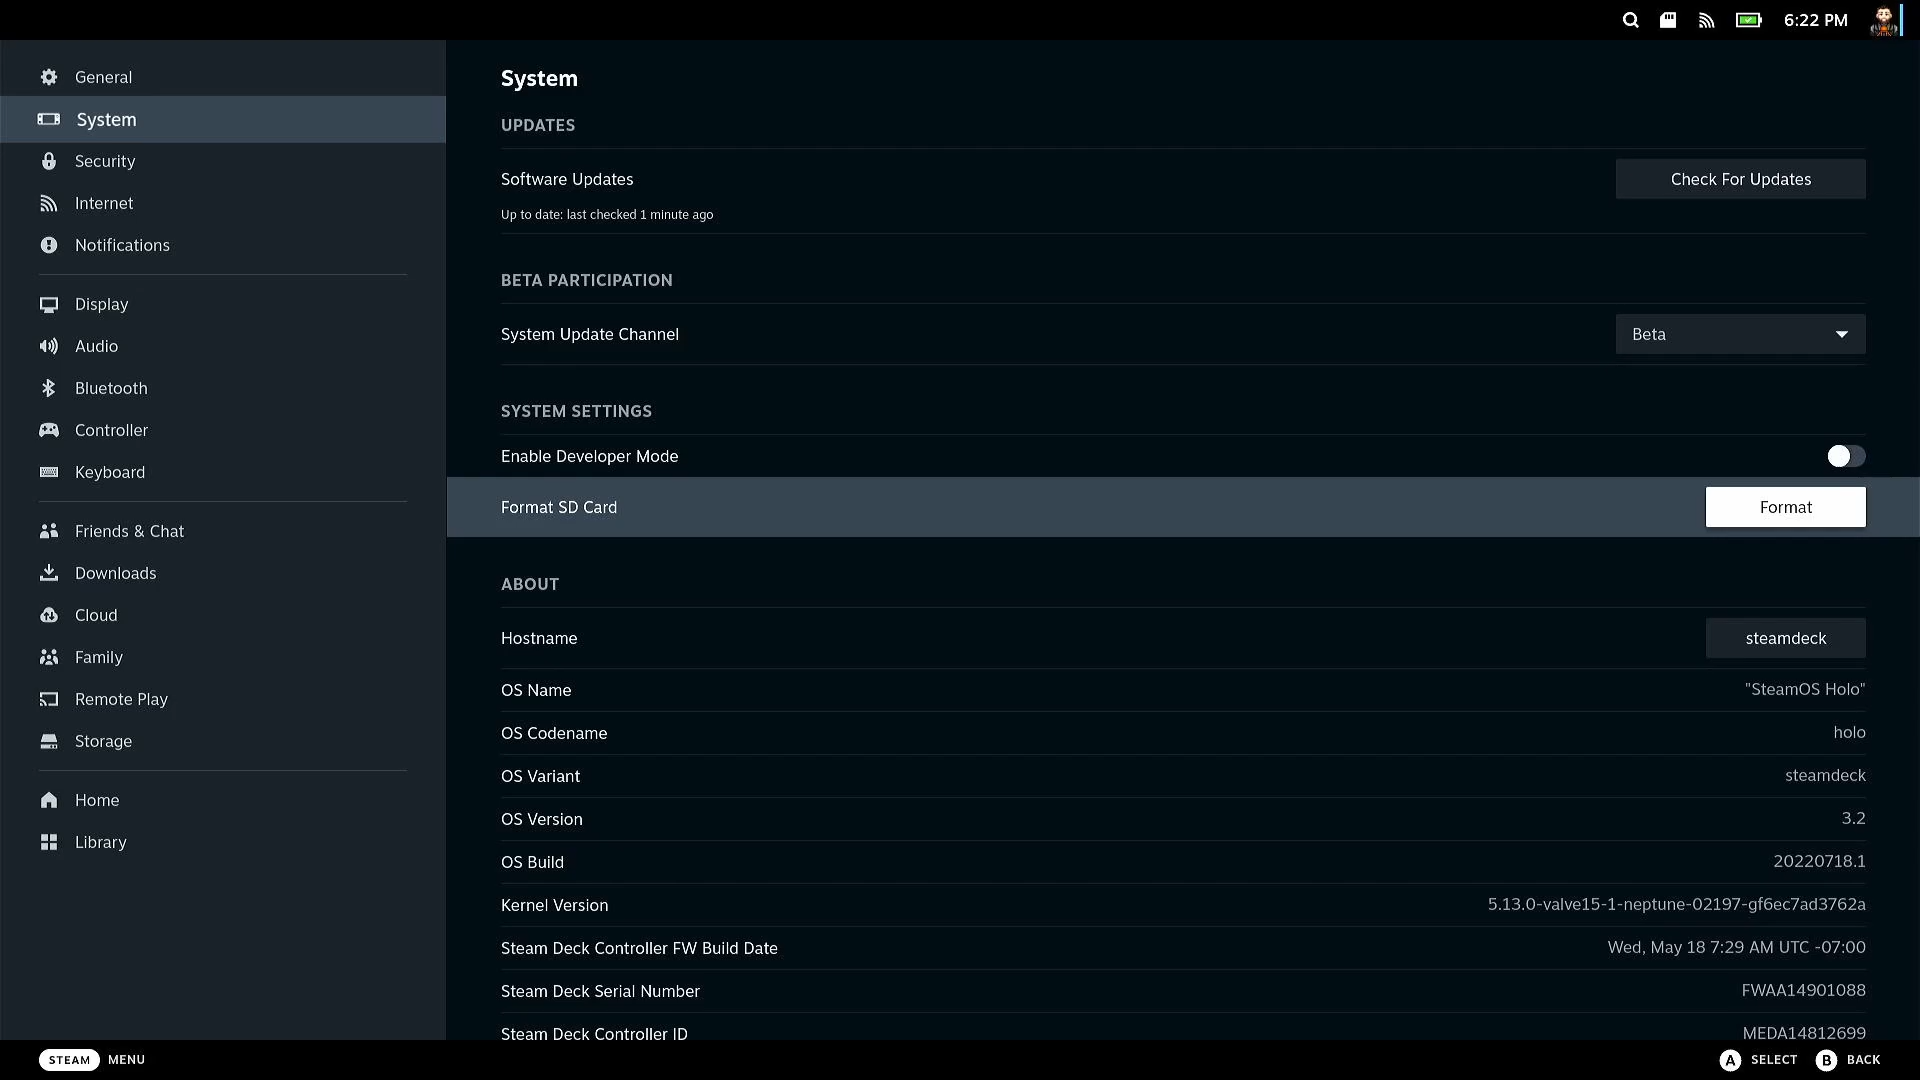 6:22 PM
General
System
Security
Internet
Notifications
Display
Audio
Bluetooth
Controller
Keyboard
Friends & Chat
Downloads
Cloud
Family
Remote Play
Storage
Home
Library
System
UPDATES
Software Updates
Check For Updates
Up to date: last checked 1 minute ago
BETA PARTICIPATION
System Update Channel
Beta
SYSTEM SETTINGS
Enable Developer Mode
Format SD Card
Format
ABOUT
Hostname
steamdeck
OS Name
"SteamOS Holo"
OS Codename
holo
OS Variant
steamdeck
OS Version
3.2
OS Build
20220718.1
Kernel Version
5.13.0-valve15-1-neptune-02197-gf6ec7ad3762a
Steam Deck Controller FW Build Date
Wed, May 18 7:29 AM UTC -07:00
Steam Deck Serial Number
FWAA14901088
Steam Deck Controller ID
MEDA14812699
STEAM MENU
A SELECT B BACK